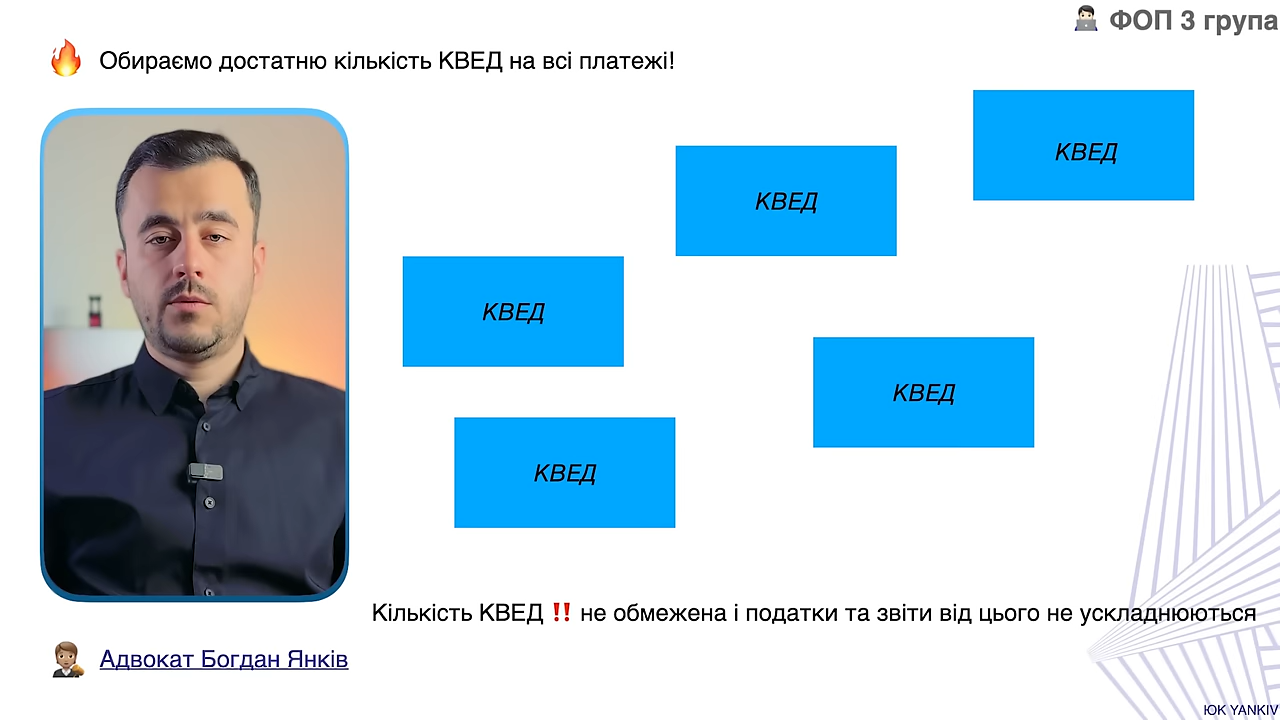 ФОП 3 група
Обираємо достатню кількість КВЕД на всі платежі!
КВЕД
КВЕД
КВЕД
КВЕД
КВЕД
Кількість КВЕД ‼️ не обмежена і податки та звіти від цього не ускладнюються
Адвокат Богдан Янків
ЮК YANKIV